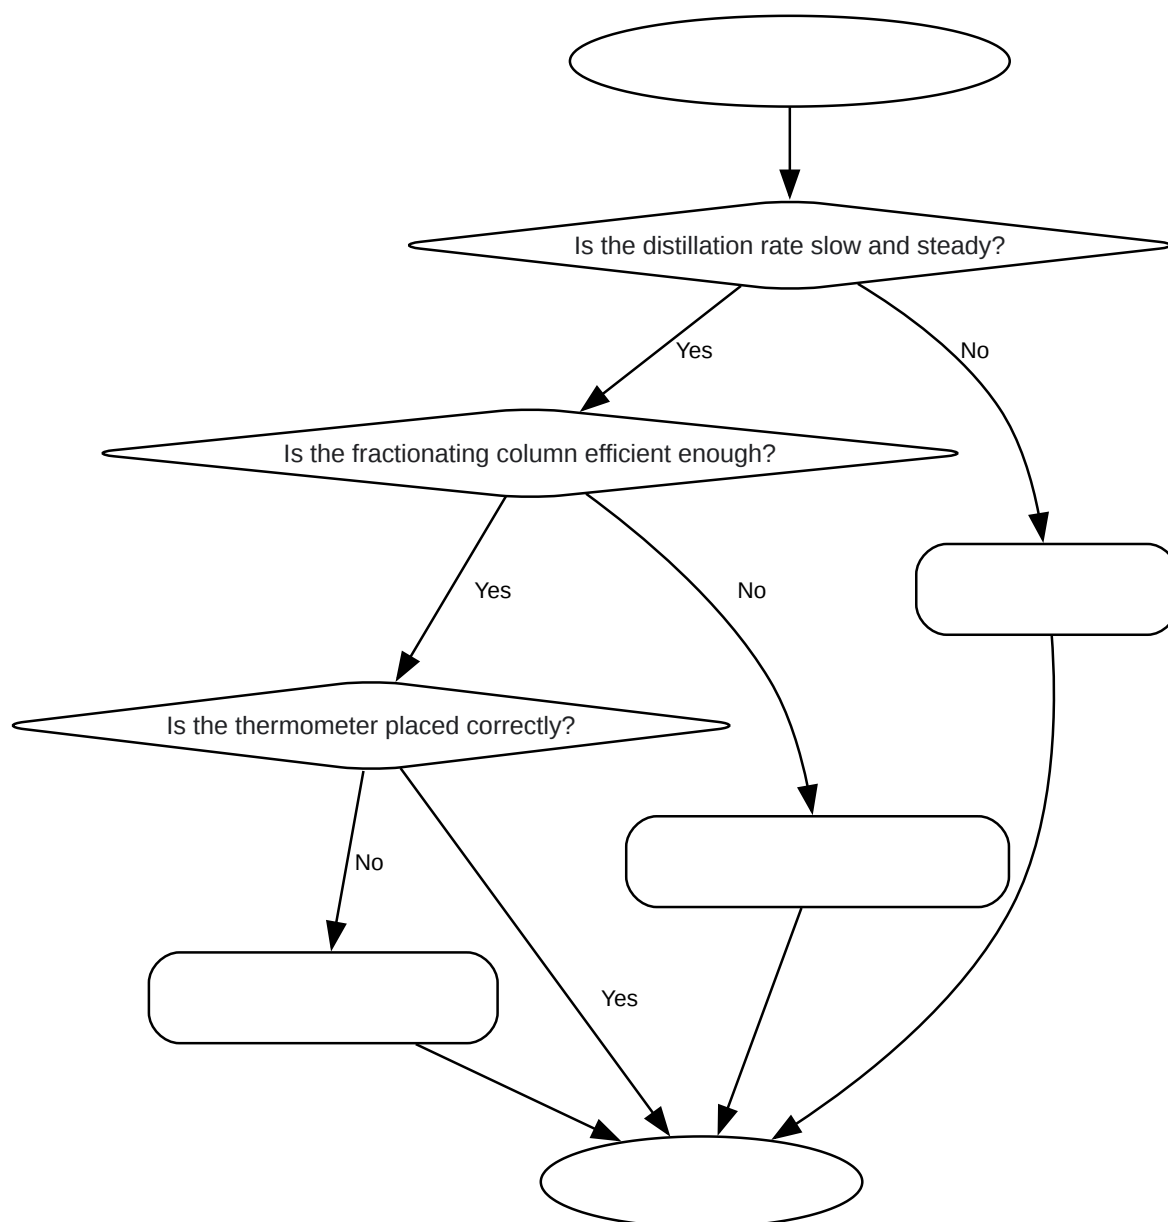 Is the distillation rate slow and steady?
Yes
No
Is the fractionating column efficient enough?
Yes
No
Is the thermometer placed correctly?
No
Yes